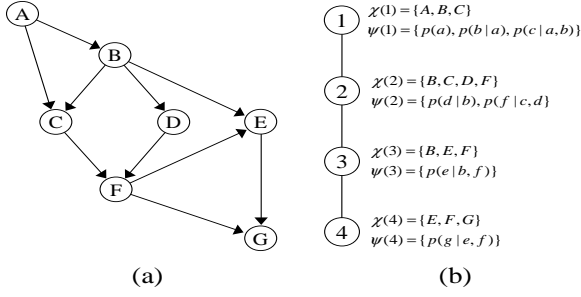 A
B
C
D
E
F
G
(a)
1
χ(1) = {A, B, C}
ψ(1) = {p(a), p(b | a), p(c | a, b)}
2
χ(2) = {B, C, D, F}
ψ(2) = {p(d | b), p(f | c, d}
3
χ(3) = {B, E, F}
ψ(3) = {p(e | b, f)}
4
χ(4) = {E, F, G}
ψ(4) = {p(g | e, f)}
(b)